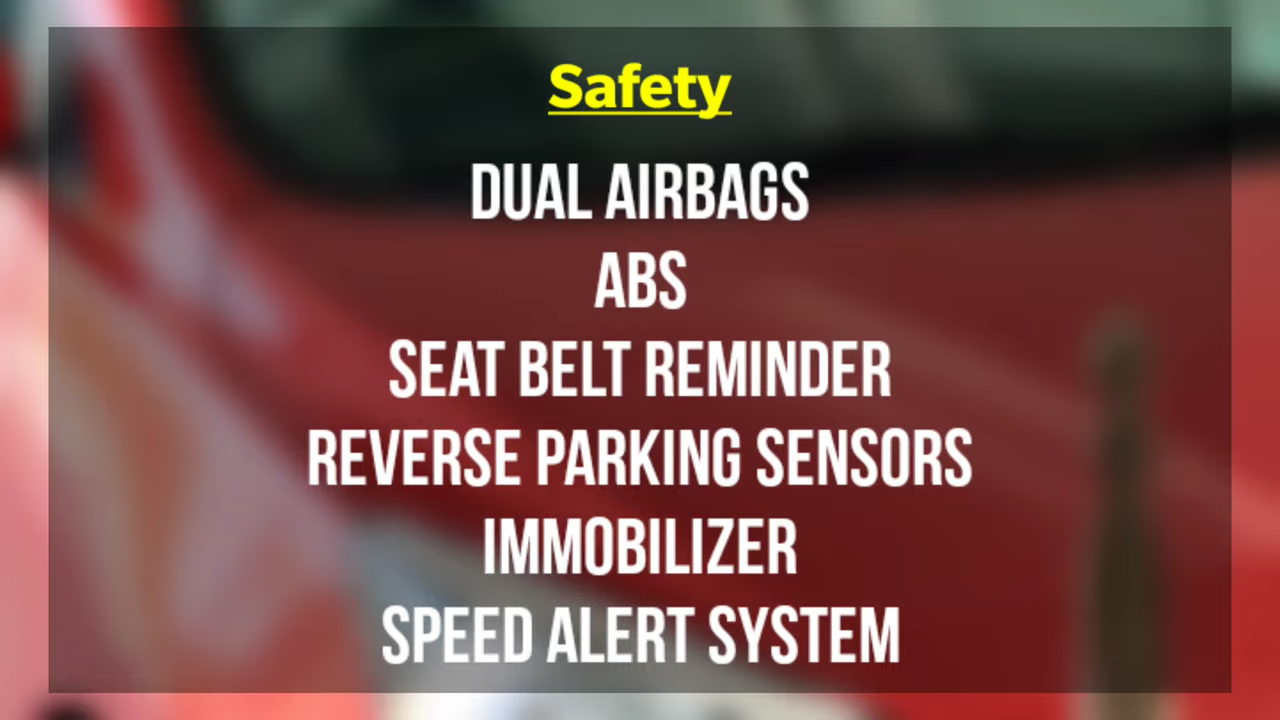 Safety
DUAL AIRBAGS
ABS
SEAT BELT REMINDER
REVERSE PARKING SENSORS
IMMOBILIZER
SPEED ALERT SYSTEM